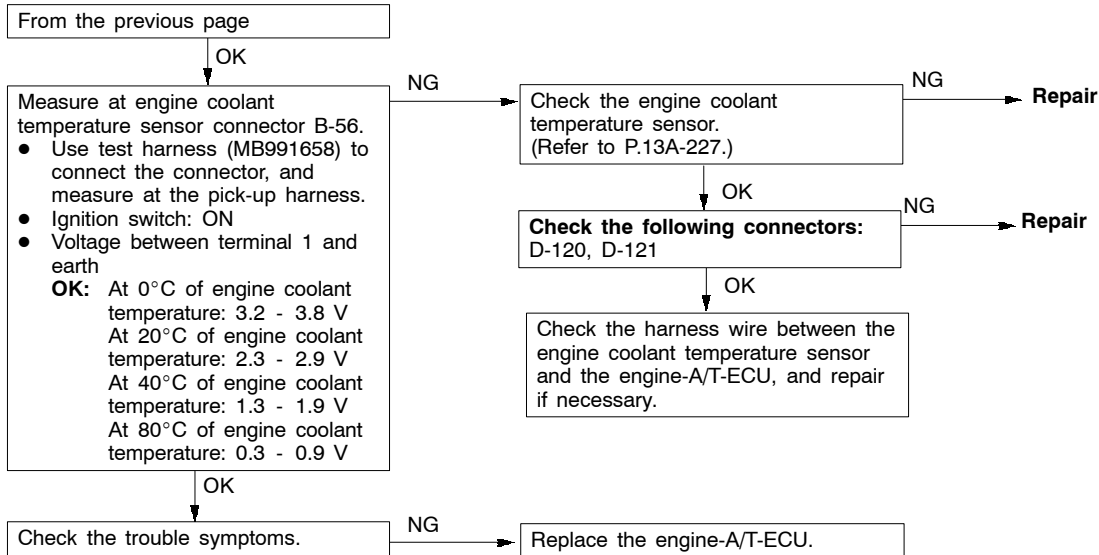 From the previous page
OK
Measure at engine coolant
temperature sensor connector B-56.
● Use test harness (MB991658) to
connect the connector, and
measure at the pick-up harness.
● Ignition switch: ON
● Voltage between terminal 1 and
earth
OK: At 0°C of engine coolant
temperature: 3.2 - 3.8 V
At 20°C of engine coolant
temperature: 2.3 - 2.9 V
At 40°C of engine coolant
temperature: 1.3 - 1.9 V
At 80°C of engine coolant
temperature: 0.3 - 0.9 V
NG
Check the engine coolant
temperature sensor.
(Refer to P.13A-227.)
NG
Repair
OK
Check the following connectors:
D-120, D-121
NG
Repair
OK
Check the harness wire between the
engine coolant temperature sensor
and the engine-A/T-ECU, and repair
if necessary.
OK
Check the trouble symptoms.
NG
Replace the engine-A/T-ECU.